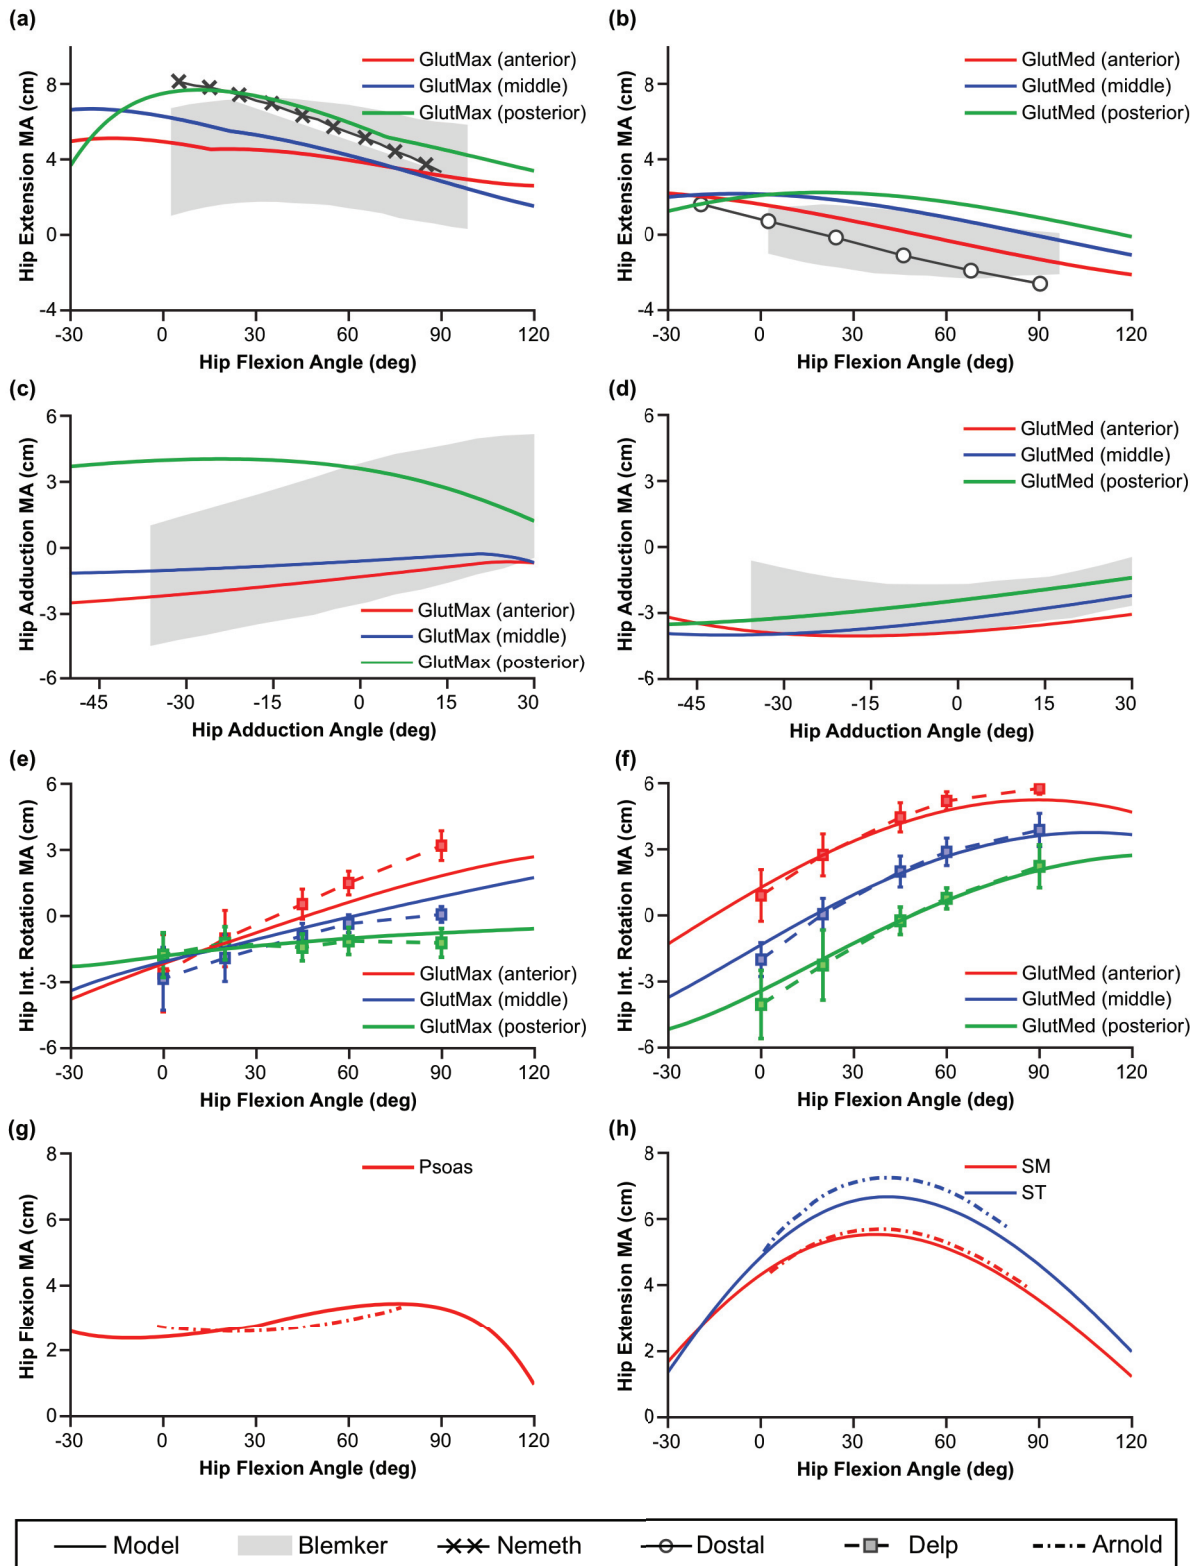 (a)
8
4
0
-4
-30 0 30 60 90 120
Hip Extension MA (cm)
Hip Flexion Angle (deg)
GlutMax (anterior)
GlutMax (middle)
GlutMax (posterior)
(b)
8
4
0
-4
-30 0 30 60 90 120
Hip Extension MA (cm)
Hip Flexion Angle (deg)
GlutMed (anterior)
GlutMed (middle)
GlutMed (posterior)
(c)
6
3
0
-3
-6
-45 -30 -15 0 15 30
Hip Adduction MA (cm)
Hip Adduction Angle (deg)
GlutMax (anterior)
GlutMax (middle)
GlutMax (posterior)
(d)
6
3
0
-3
-6
-45 -30 -15 0 15 30
Hip Adduction MA (cm)
Hip Adduction Angle (deg)
GlutMed (anterior)
GlutMed (middle)
GlutMed (posterior)
(e)
6
3
0
-3
-6
-30 0 30 60 90 120
Hip Int. Rotation MA (cm)
Hip Flexion Angle (deg)
GlutMax (anterior)
GlutMax (middle)
GlutMax (posterior)
(f)
6
3
0
-3
-6
-30 0 30 60 90 120
Hip Int. Rotation MA (cm)
Hip Flexion Angle (deg)
GlutMed (anterior)
GlutMed (middle)
GlutMed (posterior)
(g)
8
6
4
2
0
-30 0 30 60 90 120
Hip Flexion MA (cm)
Hip Flexion Angle (deg)
Psoas
(h)
8
6
4
2
0
-30 0 30 60 90 120
Hip Extension MA (cm)
Hip Flexion Angle (deg)
SM
ST
Model Blemker Nemeth Dostal Delp Arnold